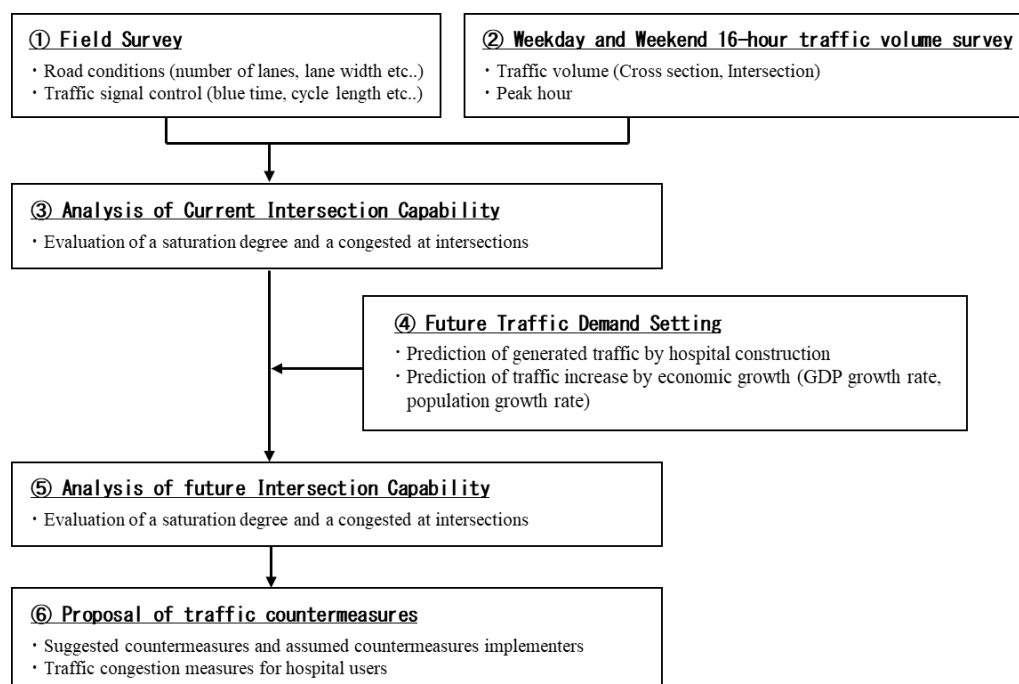 ① Field Survey
・Road conditions (number of lanes, lane width etc..)
・Traffic signal control (blue time, cycle length etc..)
② Weekday and Weekend 16-hour traffic volume survey
・Traffic volume (Cross section, Intersection)
・Peak hour
③ Analysis of Current Intersection Capability
・Evaluation of a saturation degree and a congested at intersections
④ Future Traffic Demand Setting
・Prediction of generated traffic by hospital construction
・Prediction of traffic increase by economic growth (GDP growth rate,
population growth rate)
⑤ Analysis of future Intersection Capability
・Evaluation of a saturation degree and a congested at intersections
⑥ Proposal of traffic countermeasures
・Suggested countermeasures and assumed countermeasures implementers
・Traffic congestion measures for hospital users